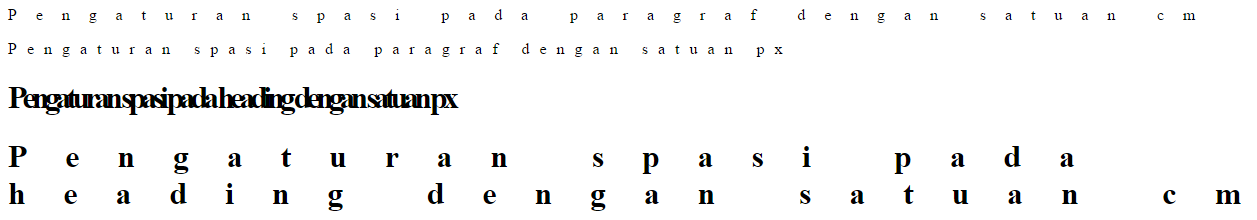 Pengaturan spasi pada paragraf dengan satuan cm
Pengaturan spasi pada paragraf dengan satuan px
Pengaturan spasi pada heading dengan satuan px
Pengaturan spasi pada
heading dengan satuan cm